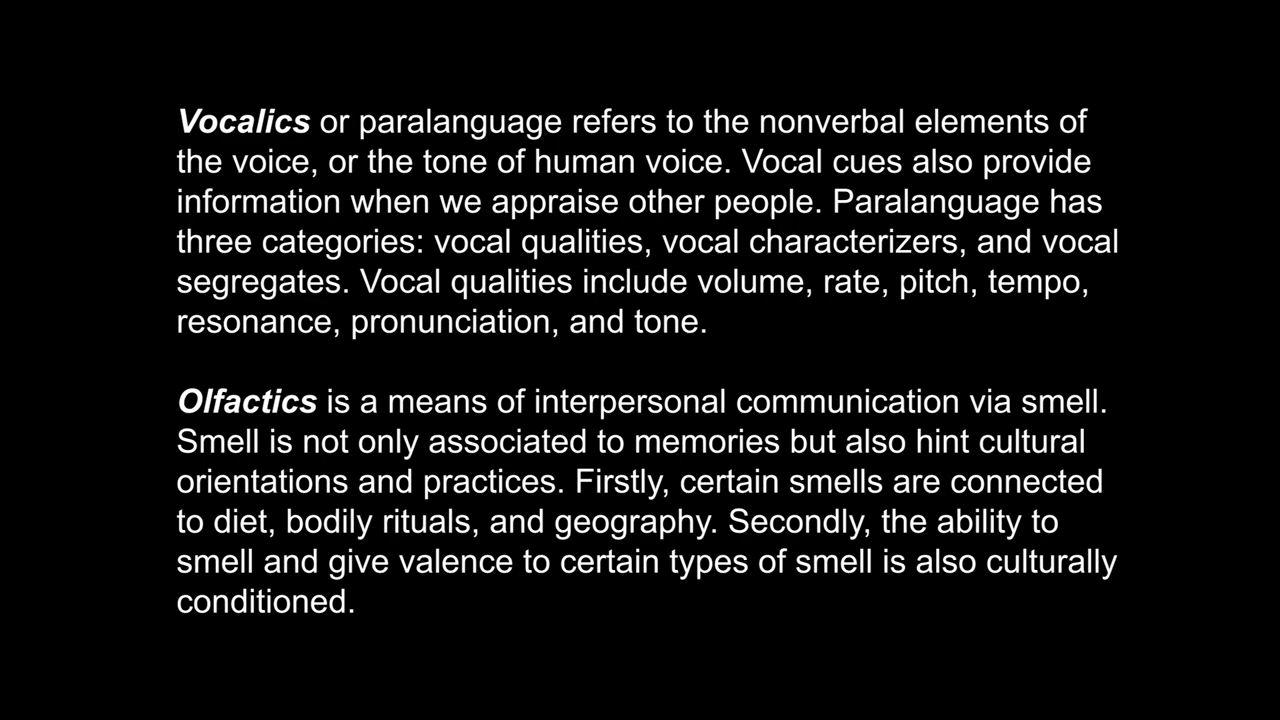 Vocalics or paralanguage refers to the nonverbal elements of
the voice, or the tone of human voice. Vocal cues also provide
information when we appraise other people. Paralanguage has
three categories: vocal qualities, vocal characterizers, and vocal
segregates. Vocal qualities include volume, rate, pitch, tempo,
resonance, pronunciation, and tone.
Olfactics is a means of interpersonal communication via smell.
Smell is not only associated to memories but also hint cultural
orientations and practices. Firstly, certain smells are connected
to diet, bodily rituals, and geography. Secondly, the ability to
smell and give valence to certain types of smell is also culturally
conditioned.